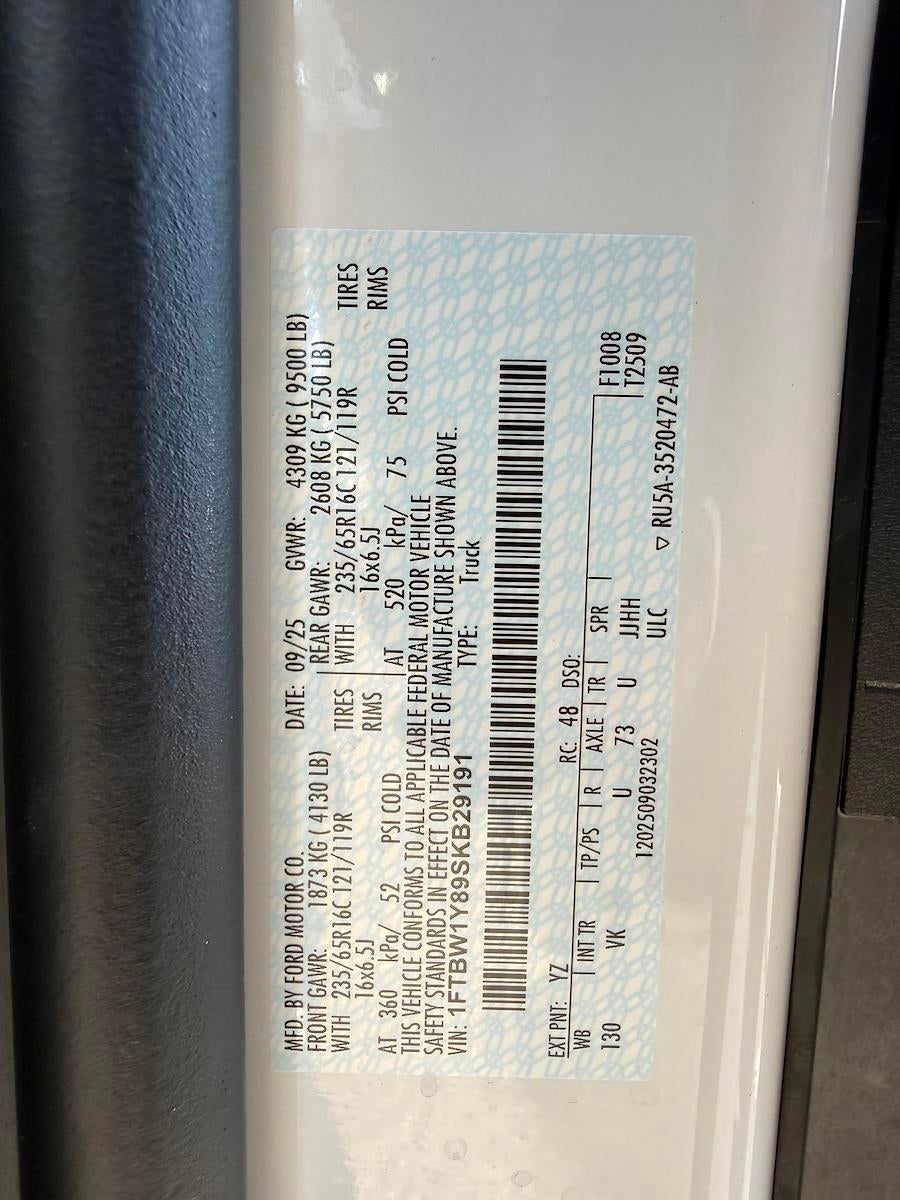 MFD. BY FORD MOTOR CO. DATE: 09/25 GVWR: 4309 KG ( 9500 LB)
FRONT GAWR: 1873 KG ( 4130 LB) REAR GAWR: 2608 KG ( 5750 LB)
WITH 235/65R16C 121/119R TIRES WITH 235/65R16C 121/119R TIRES
16x6.5J RIMS 16x6.5J RIMS
AT 360 kPa/ 52 PSI COLD AT 520 kPa/ 75 PSI COLD
THIS VEHICLE CONFORMS TO ALL APPLICABLE FEDERAL MOTOR VEHICLE
SAFETY STANDARDS IN EFFECT ON THE DATE OF MANUFACTURE SHOWN ABOVE.
VIN: 1FTBW1Y89SKB29191 TYPE: Truck
EXT PNT: YZ RC: 48 DSO:
WB INT TR TP/PS R AXLE TR SPR F1008
130 VK U 73 U JJHH T2509
1202509032302 ULC
▽ RU5A-3520472-AB